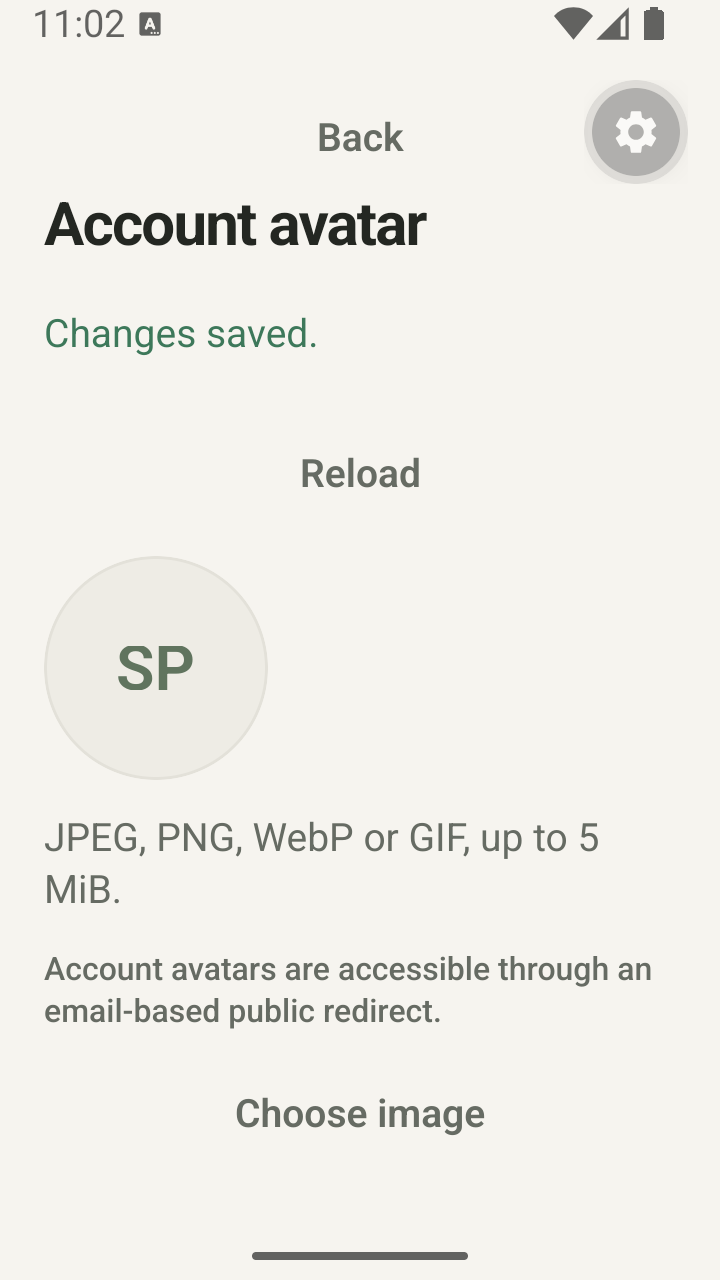 11:02
Back
Account avatar
Changes saved.
Reload
SP
JPEG, PNG, WebP or GIF, up to 5
MiB.
Account avatars are accessible through an
email-based public redirect.
Choose image